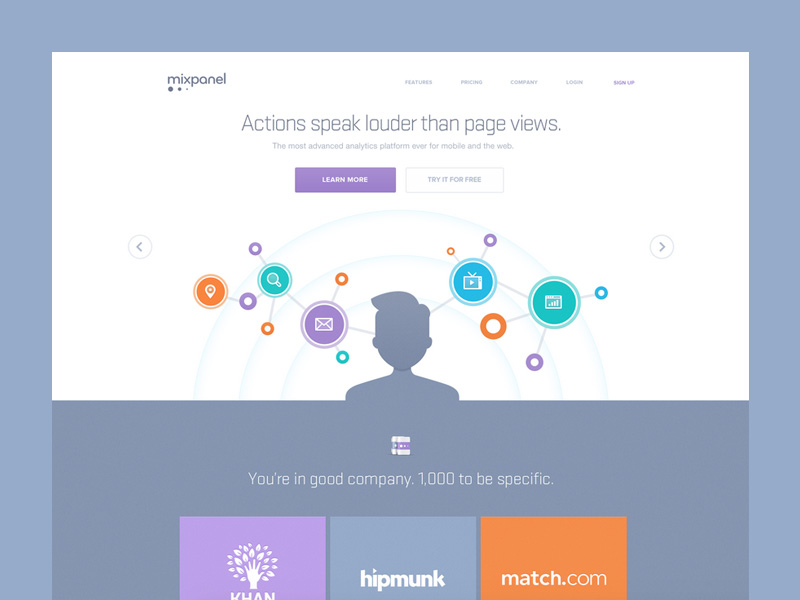 mixpanel
FEATURES PRICING COMPANY LOGIN SIGN UP
Actions speak louder than page views.
The most advanced analytics platform ever for mobile and the web.
LEARN MORE TRY IT FOR FREE
You're in good company. 1,000 to be specific.
KHAN hipmunk match.com